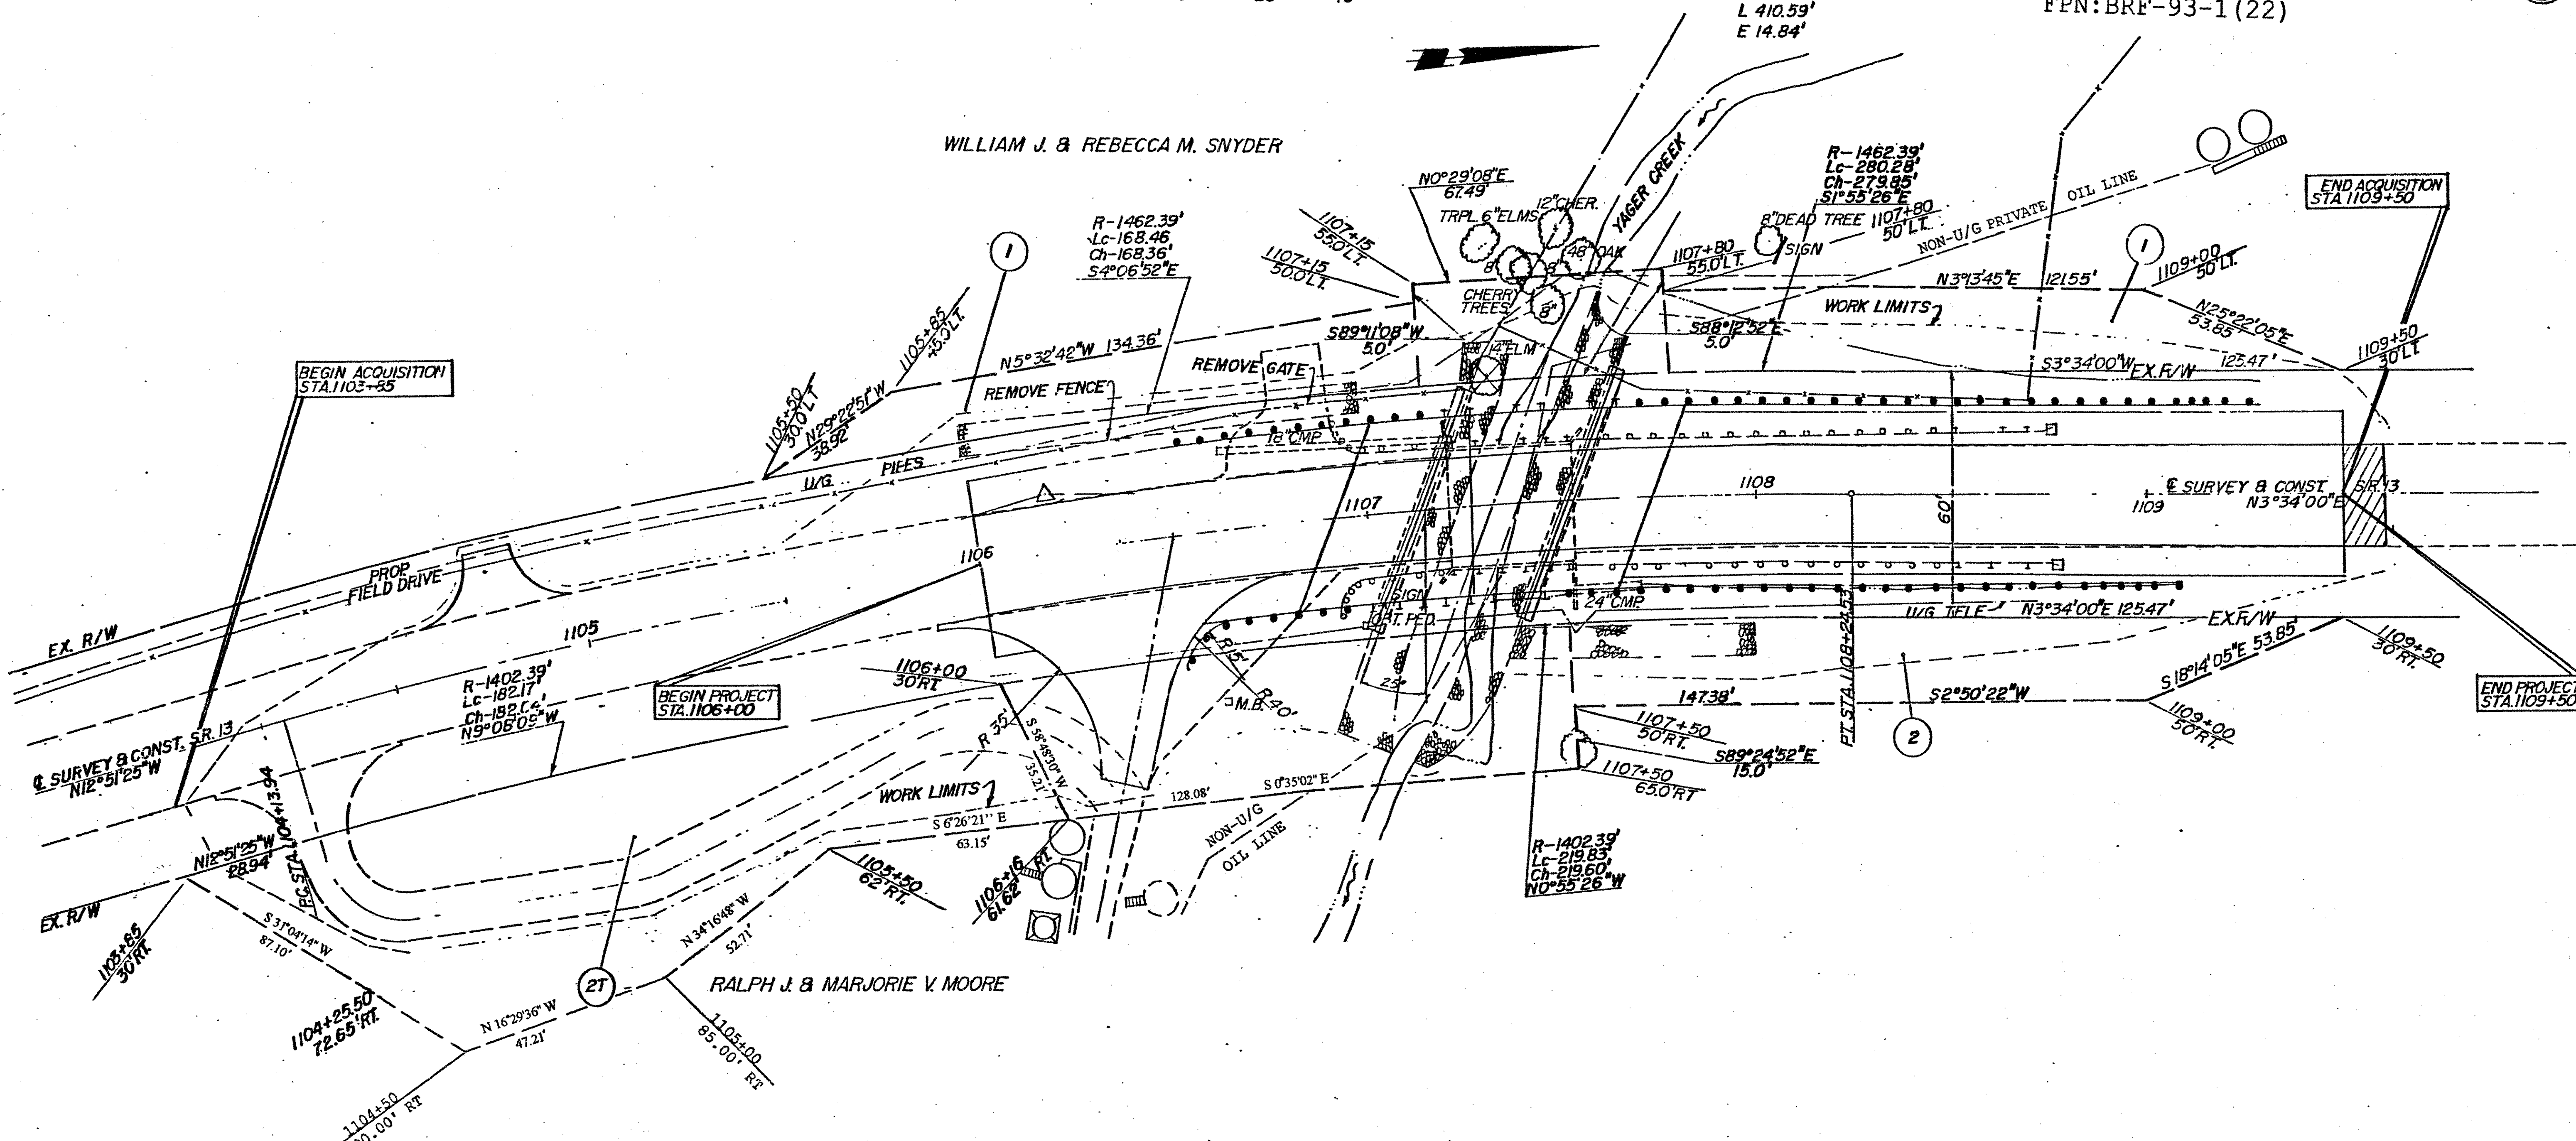 L 410.59'
E 14.84'
FPN:BRF-93-1(22)
WILLIAM J. & REBECCA M. SNYDER
YAGER CREEK
N0°29'08"E
67.49'
TRPL. 6" ELMS
12" CHER.
48" OAK
8"
CHERRY
TREES
8"
14" ELM
R-1462.39'
Lc-280.28'
Ch-279.85'
S1°55'26"E
8" DEAD TREE
1107+80
50' LT.
SIGN
NON-U/G PRIVATE OIL LINE
END ACQUISITION
STA.1109+50
1107+15
55.0' LT.
1107+15
50.0' LT.
1107+80
55.0' LT.
N3°13'45"E 121.55'
1109+00
50' LT.
WORK LIMITS
N25°22'05"E
53.85'
1109+50
30' LT.
S89°11'08"W
5.0'
S88°12'52"E
5.0'
S3°34'00"W
EX. R/W
125.47'
R-1462.39'
Lc-168.46
Ch-168.36'
S4°06'52"E
1
1
N5°32'42"W 134.36'
REMOVE GATE
REMOVE FENCE
1105+85
45.0' LT.
1105+50
30.0' LT
N29°22'51"W
38.92'
BEGIN ACQUISITION
STA.1103+85
U/G PIPES
18" CMP
PROP
FIELD DRIVE
EX. R/W
1105
1106
1107
1108
1109
60'
℄ SURVEY & CONST. S.R.13
N3°34'00"E
℄ SURVEY & CONST. S.R. 13
N12°51'25"W
R-1402.39'
Lc-182.17'
Ch-182.04'
N9°08'09"W
BEGIN PROJECT
STA.1106+00
1106+00
30' RT.
SIGN
24" CMP
U/G TELE
N3°34'00"E 125.47'
EX.R/W
R 15'
R 40'
R 35'
M.B.
25°
S 58°48'30" W
35.21'
147.38'
S2°50'22"W
S18°14'05"E 53.85'
1109+50
30' RT.
END PROJECT
STA.1109+50
1109+00
50' RT.
1107+50
50' RT.
S89°24'52"E
15.0'
1107+50
65.0' RT
2
P.T. STA. 1108+24.53
WORK LIMITS
S 6°26'21" E
63.15'
128.08'
S 0°35'02" E
NON-U/G
OIL LINE
1105+50
62' RT.
1106+16
61.62' RT.
R-1402.39'
Lc-219.83'
Ch-219.60'
N0°55'26"W
N12°51'25"W
28.94'
P.C. STA. 1104+13.94
EX. R/W
1103+85
30' RT.
S 31°04'14" W
87.10'
1104+25.50
72.65' RT.
N 34°16'48" W
52.71'
N 16°29'36" W
47.21'
2T
RALPH J. & MARJORIE V. MOORE
1105+00
85.00' RT
1104+50